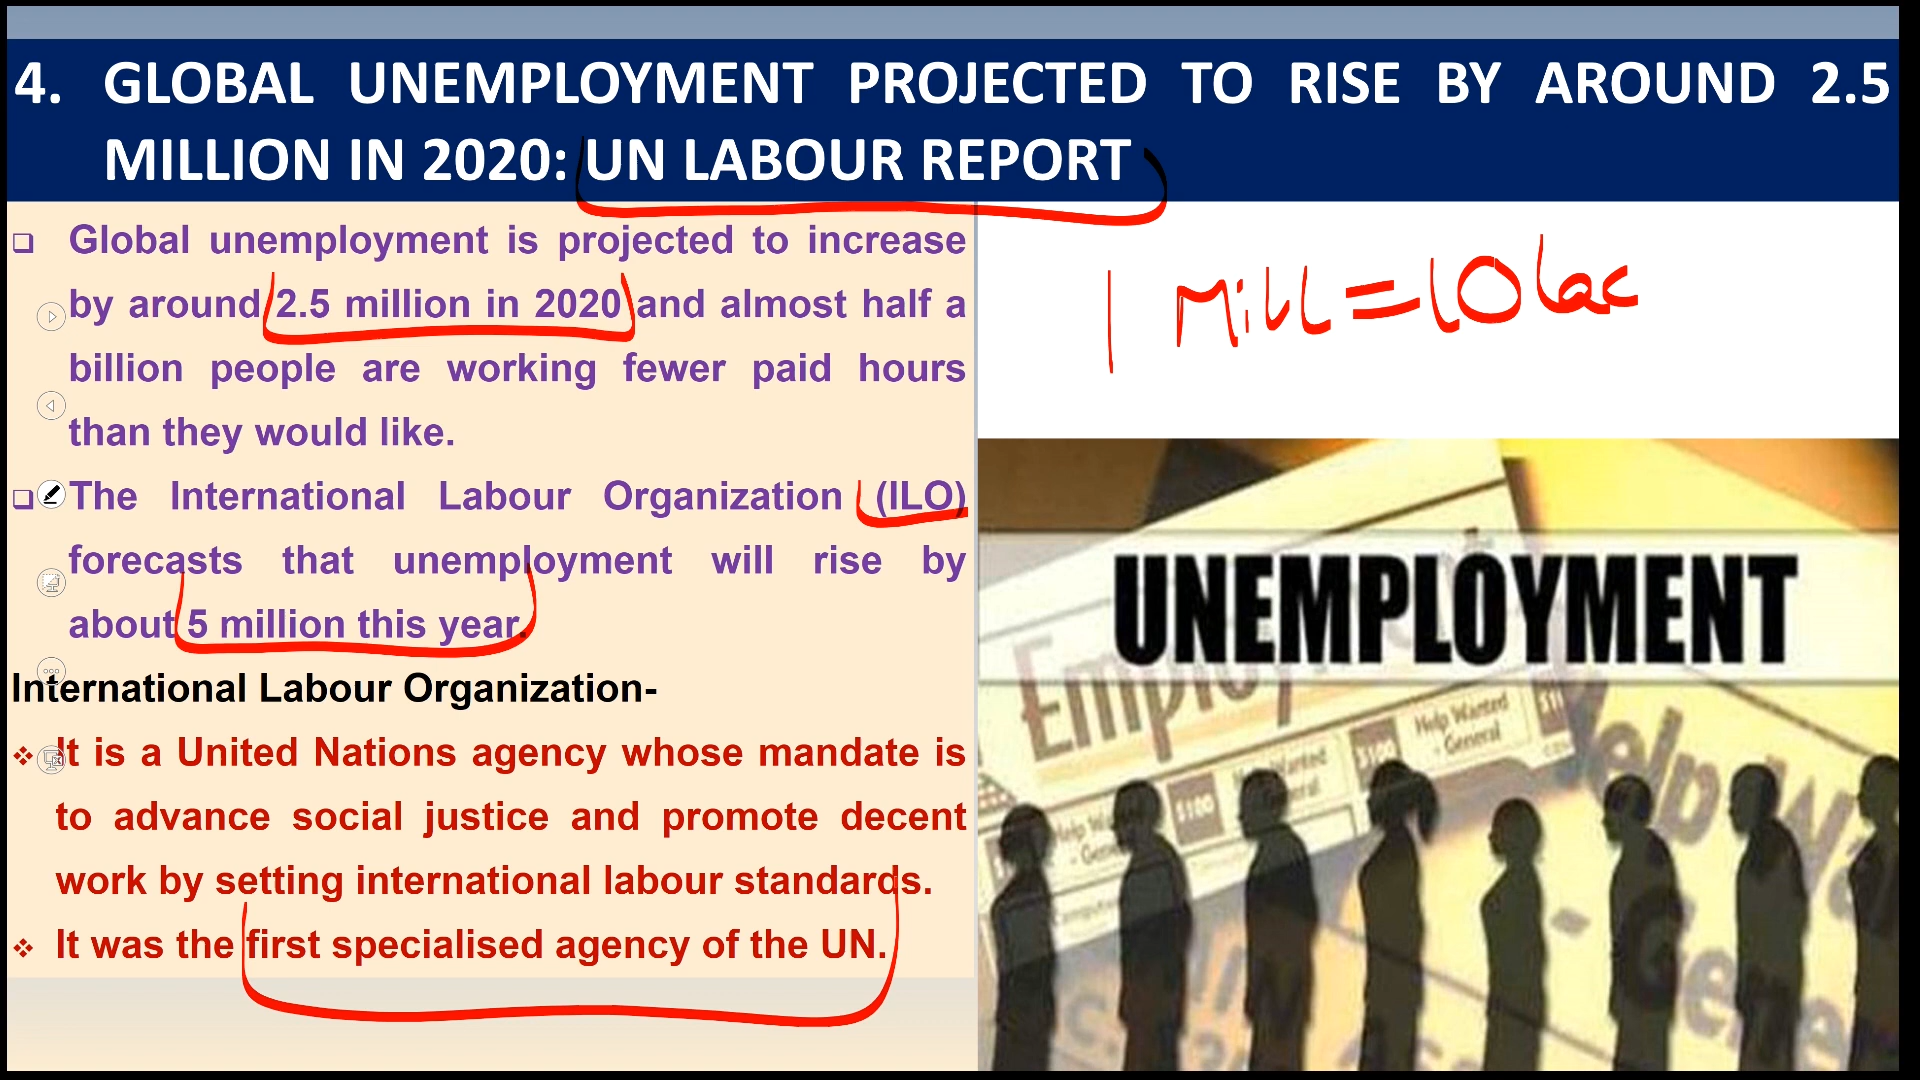 4. GLOBAL UNEMPLOYMENT PROJECTED TO RISE BY AROUND 2.5
MILLION IN 2020: UN LABOUR REPORT
Global unemployment is projected to increase
by around 2.5 million in 2020 and almost half a
billion people are working fewer paid hours
than they would like.
The International Labour Organization (ILO)
forecasts that unemployment will rise by
about 5 million this year.
International Labour Organization-
It is a United Nations agency whose mandate is
to advance social justice and promote decent
work by setting international labour standards.
It was the first specialised agency of the UN.
1 Mill = 10 lac
UNEMPLOYMENT
Help Wanted
- General
$100